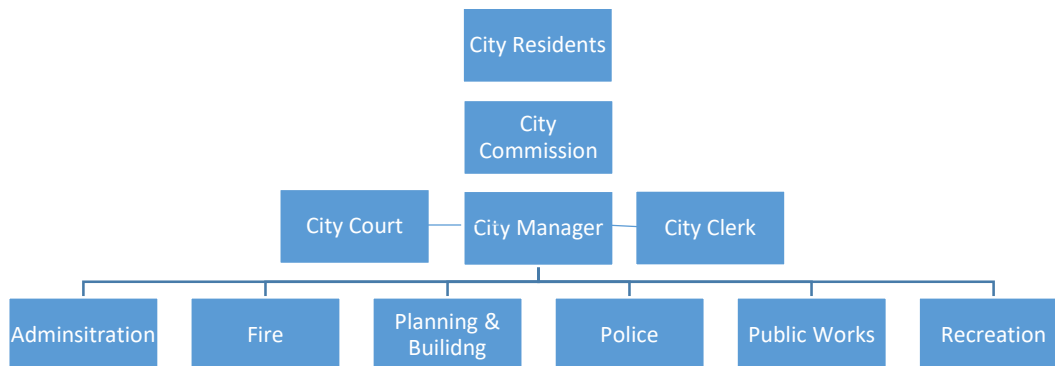 City Residents
City
Commission
City Court
City Manager
City Clerk
Adminsitration
Fire
Planning &
Builidng
Police
Public Works
Recreation